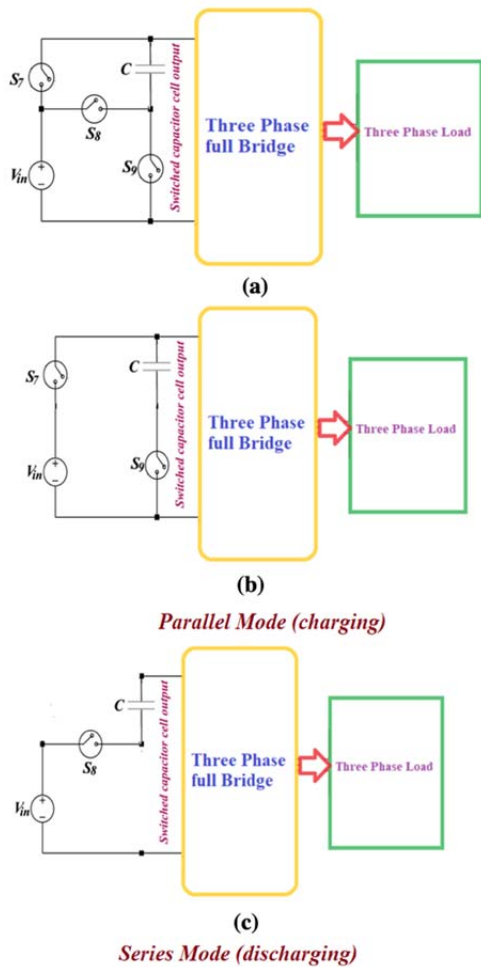 S7
C
S8
Vin
S9
Switched capacitor cell output
Three Phase
full Bridge
Three Phase Load
(a)
S7
C
Vin
S9
Switched capacitor cell output
Three Phase
full Bridge
Three Phase Load
(b)
Parallel Mode (charging)
C
S8
Vin
Switched capacitor cell output
Three Phase
full Bridge
Three Phase Load
(c)
Series Mode (discharging)